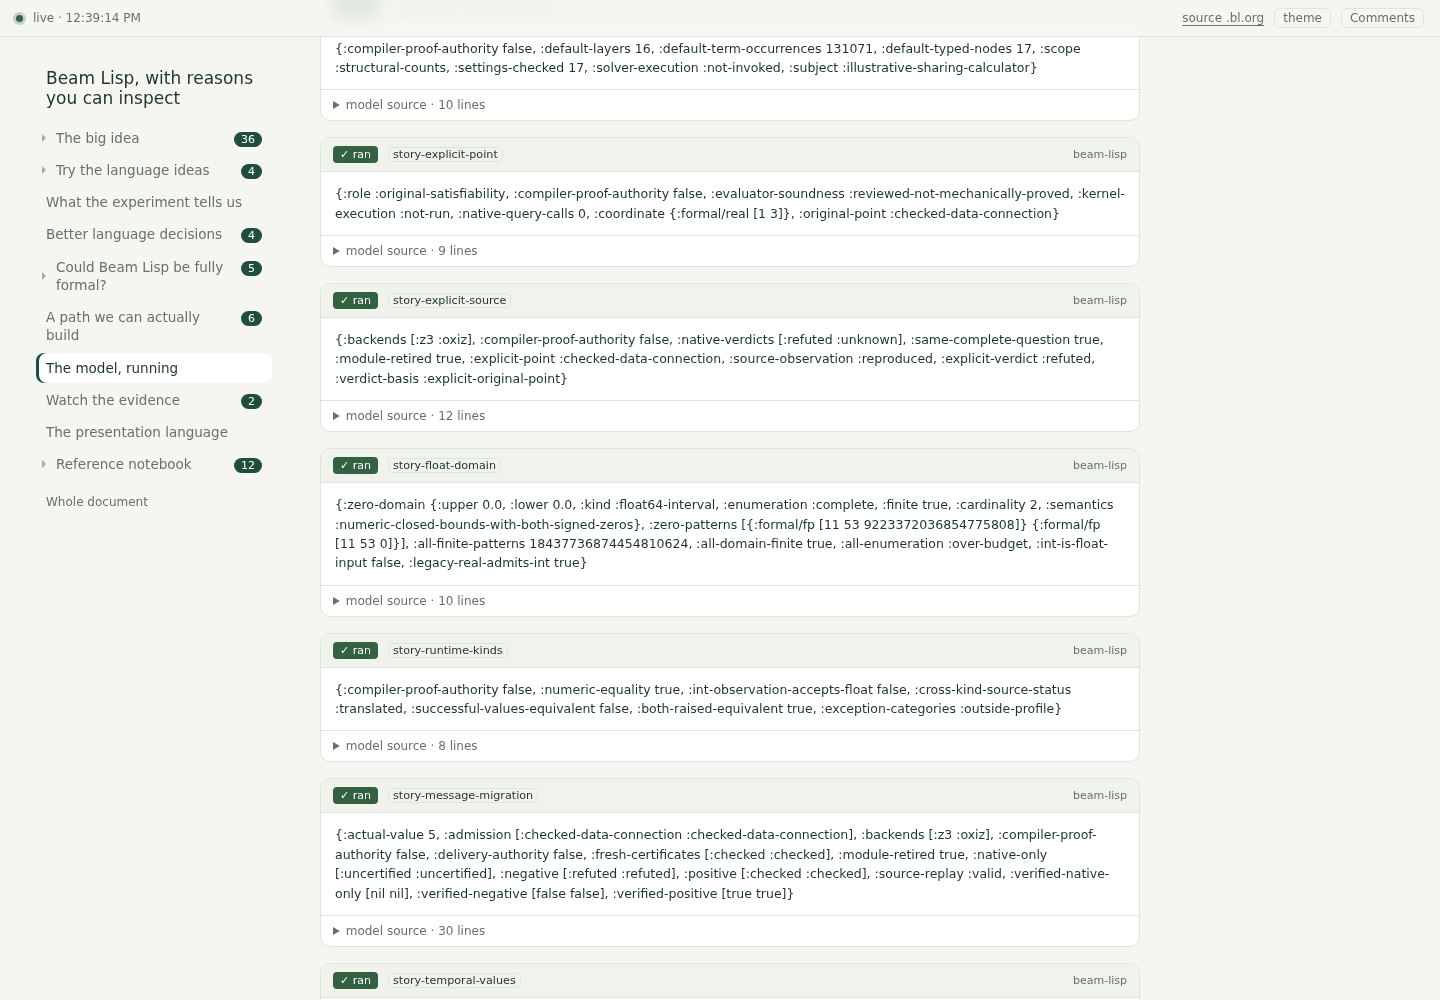 live · 12:39:14 PM
source .bl.org
theme
Comments
Beam Lisp, with reasons
you can inspect
The big idea
36
Try the language ideas
4
What the experiment tells us
Better language decisions
4
Could Beam Lisp be fully
formal?
5
A path we can actually
build
6
The model, running
Watch the evidence
2
The presentation language
Reference notebook
12
Whole document
{:compiler-proof-authority false, :default-layers 16, :default-term-occurrences 131071, :default-typed-nodes 17, :scope
:structural-counts, :settings-checked 17, :solver-execution :not-invoked, :subject :illustrative-sharing-calculator}
model source · 10 lines
✓ ran story-explicit-point beam-lisp
{:role :original-satisfiability, :compiler-proof-authority false, :evaluator-soundness :reviewed-not-mechanically-proved, :kernel-
execution :not-run, :native-query-calls 0, :coordinate {:formal/real [1 3]}, :original-point :checked-data-connection}
model source · 9 lines
✓ ran story-explicit-source beam-lisp
{:backends [:z3 :oxiz], :compiler-proof-authority false, :native-verdicts [:refuted :unknown], :same-complete-question true,
:module-retired true, :explicit-point :checked-data-connection, :source-observation :reproduced, :explicit-verdict :refuted,
:verdict-basis :explicit-original-point}
model source · 12 lines
✓ ran story-float-domain beam-lisp
{:zero-domain {:upper 0.0, :lower 0.0, :kind :float64-interval, :enumeration :complete, :finite true, :cardinality 2, :semantics
:numeric-closed-bounds-with-both-signed-zeros}, :zero-patterns [{:formal/fp [11 53 9223372036854775808]} {:formal/fp
[11 53 0]}], :all-finite-patterns 18437736874454810624, :all-domain-finite true, :all-enumeration :over-budget, :int-is-float-
input false, :legacy-real-admits-int true}
model source · 10 lines
✓ ran story-runtime-kinds beam-lisp
{:compiler-proof-authority false, :numeric-equality true, :int-observation-accepts-float false, :cross-kind-source-status
:translated, :successful-values-equivalent false, :both-raised-equivalent true, :exception-categories :outside-profile}
model source · 8 lines
✓ ran story-message-migration beam-lisp
{:actual-value 5, :admission [:checked-data-connection :checked-data-connection], :backends [:z3 :oxiz], :compiler-proof-
authority false, :delivery-authority false, :fresh-certificates [:checked :checked], :module-retired true, :native-only
[:uncertified :uncertified], :negative [:refuted :refuted], :positive [:checked :checked], :source-replay :valid, :verified-native-
only [nil nil], :verified-negative [false false], :verified-positive [true true]}
model source · 30 lines
✓ ran story-temporal-values beam-lisp